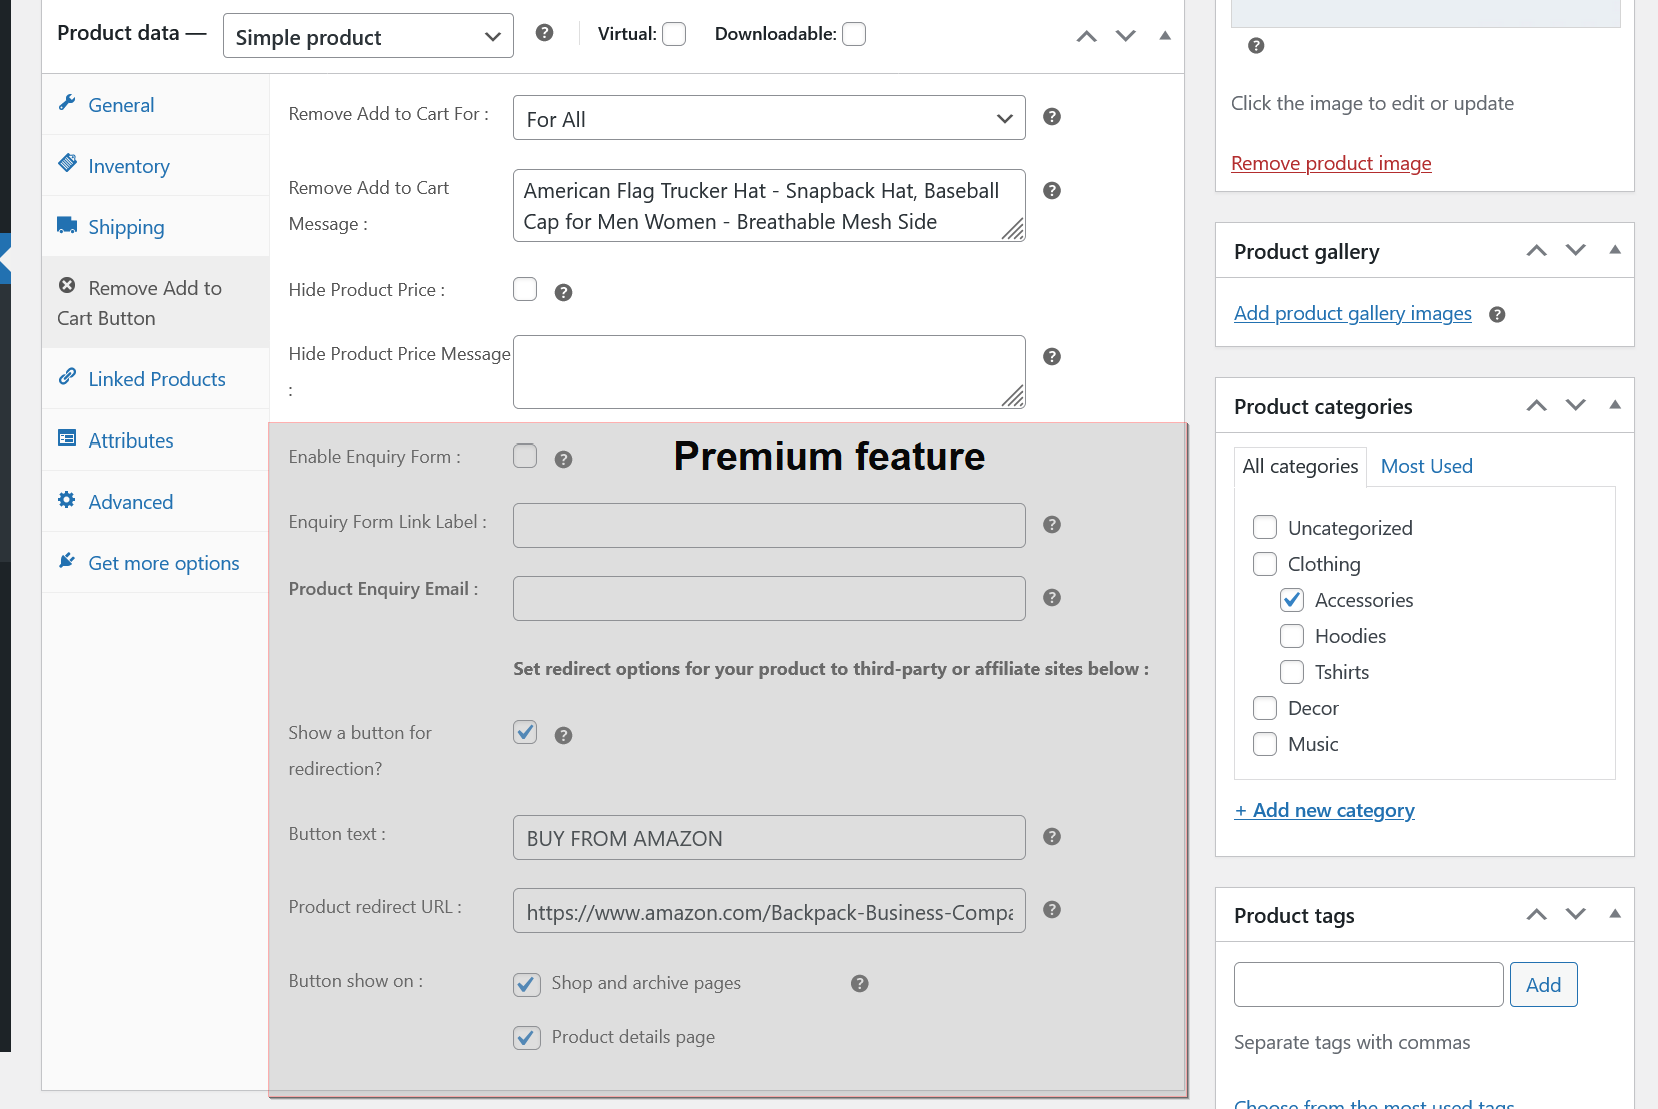 Product data —
Simple product
Virtual:
Downloadable:
General
Inventory
Shipping
Remove Add to
Cart Button
Linked Products
Attributes
Advanced
Get more options
Remove Add to Cart For :
For All
Remove Add to Cart
Message :
American Flag Trucker Hat - Snapback Hat, Baseball
Cap for Men Women - Breathable Mesh Side
Hide Product Price :
Hide Product Price Message
:
Enable Enquiry Form :
Premium feature
Enquiry Form Link Label :
Product Enquiry Email :
Set redirect options for your product to third-party or affiliate sites below :
Show a button for
redirection?
Button text :
BUY FROM AMAZON
Product redirect URL :
https://www.amazon.com/Backpack-Business-Compa
Button show on :
Shop and archive pages
Product details page
Click the image to edit or update
Remove product image
Product gallery
Add product gallery images
Product categories
All categories
Most Used
Uncategorized
Clothing
Accessories
Hoodies
Tshirts
Decor
Music
+ Add new category
Product tags
Add
Separate tags with commas
Choose from the most used tags